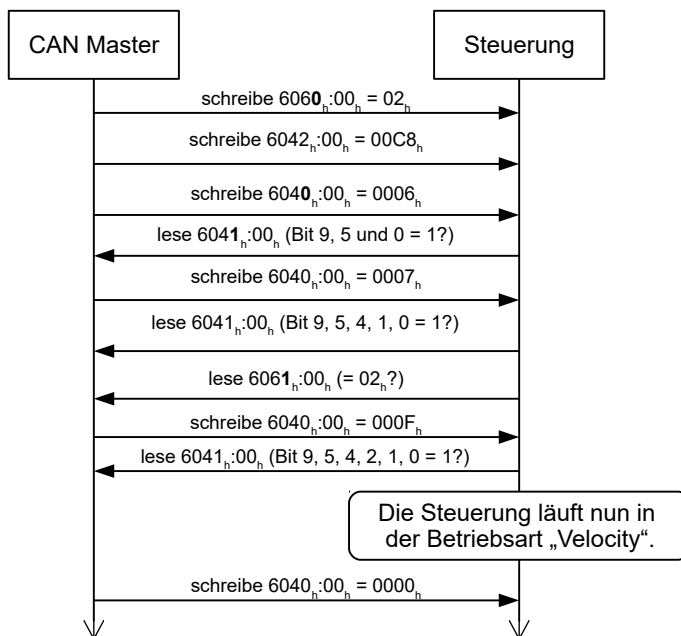 CAN Master
Steuerung
schreibe 6060h:00h = 02h
schreibe 6042h:00h = 00C8h
schreibe 6040h:00h = 0006h
lese 6041h:00h (Bit 9, 5 und 0 = 1?)
schreibe 6040h:00h = 0007h
lese 6041h:00h (Bit 9, 5, 4, 1, 0 = 1?)
lese 6061h:00h (= 02h?)
schreibe 6040h:00h = 000Fh
lese 6041h:00h (Bit 9, 5, 4, 2, 1, 0 = 1?)
Die Steuerung läuft nun in
der Betriebsart „Velocity“.
schreibe 6040h:00h = 0000h